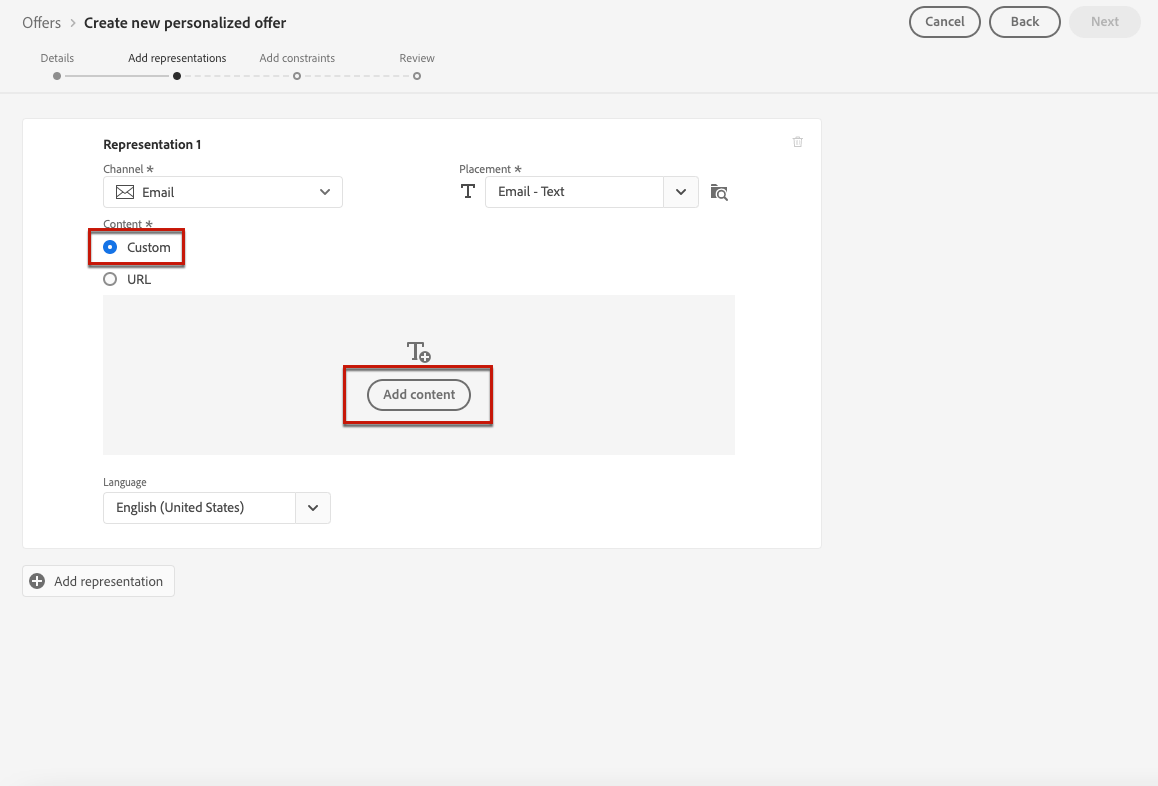 Offers > Create new personalized offer
Cancel
Back
Next
Details
Add representations
Add constraints
Review
Representation 1
Channel *
Placement *
Email
Email - Text
Content *
Custom
URL
Add content
Language
English (United States)
Add representation